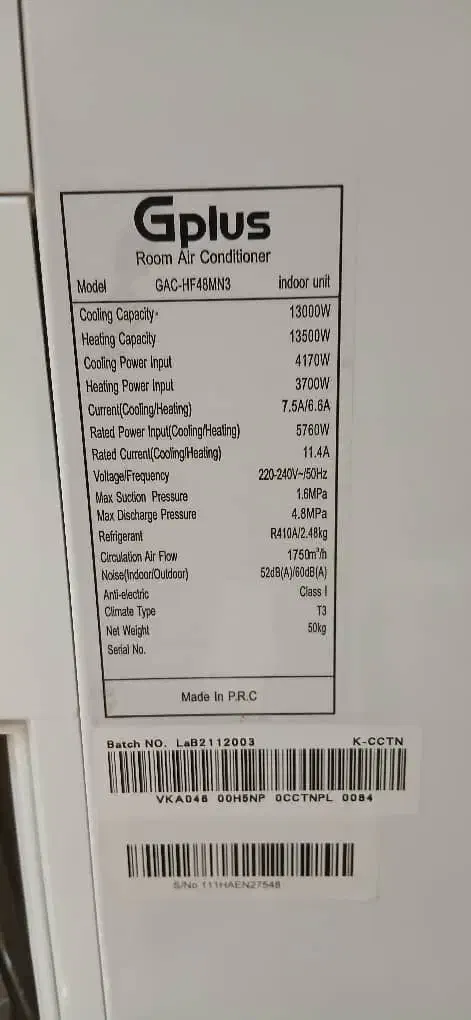 Gplus
Room Air Conditioner
Model GAC-HF48MN3 indoor unit
Cooling Capacity 13000W
Heating Capacity 13500W
Cooling Power Input 4170W
Heating Power Input 3700W
Current(Cooling/Heating) 7.5A/6.6A
Rated Power Input(Cooling/Heating) 5760W
Rated Current(Cooling/Heating) 11.4A
Voltage/Frequency 220-240V~/50Hz
Max Suction Pressure 1.6MPa
Max Discharge Pressure 4.8MPa
Refrigerant R410A/2.48kg
Circulation Air Flow 1750m³/h
Noise(Indoor/Outdoor) 52dB(A)/60dB(A)
Anti-electric Class I
Climate Type T3
Net Weight 50kg
Serial No.
Made In P.R.C
Batch NO. LaB2112003 K-CCTN
VKA048 00H5NP 0CCTNPL 0084
S/No 111HAEN27548